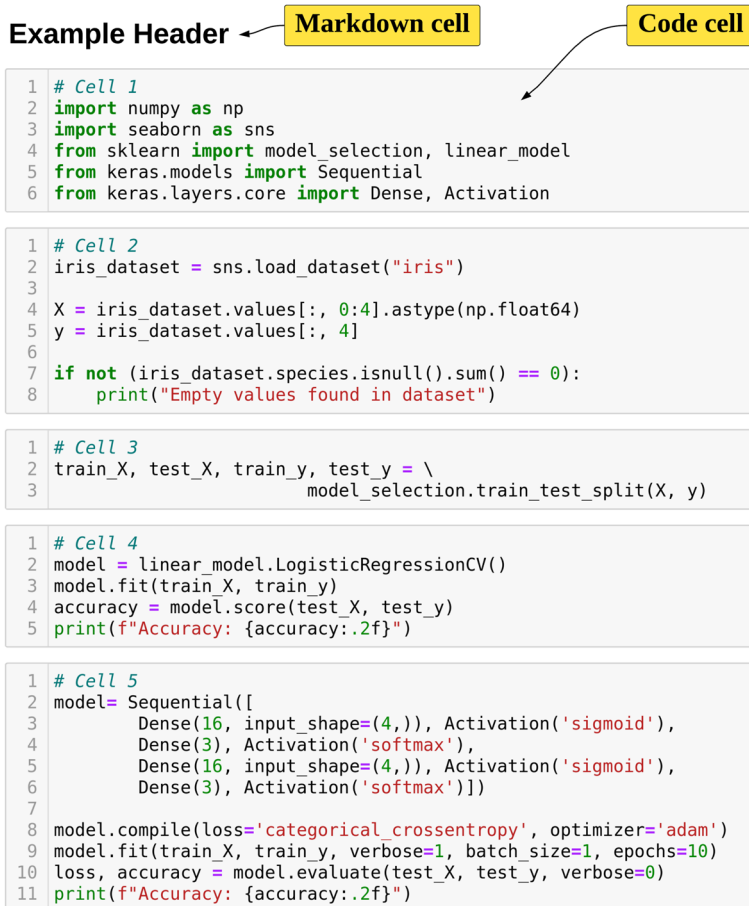 Example Header
Markdown cell
Code cell
1 # Cell 1
2 import numpy as np
3 import seaborn as sns
4 from sklearn import model_selection, linear_model
5 from keras.models import Sequential
6 from keras.layers.core import Dense, Activation
1 # Cell 2
2 iris_dataset = sns.load_dataset("iris")
3
4 X = iris_dataset.values[:, 0:4].astype(np.float64)
5 y = iris_dataset.values[:, 4]
6
7 if not (iris_dataset.species.isnull().sum() == 0):
8     print("Empty values found in dataset")
1 # Cell 3
2 train_X, test_X, train_y, test_y = \
3                         model_selection.train_test_split(X, y)
1 # Cell 4
2 model = linear_model.LogisticRegressionCV()
3 model.fit(train_X, train_y)
4 accuracy = model.score(test_X, test_y)
5 print(f"Accuracy: {accuracy:.2f}")
1 # Cell 5
2 model= Sequential([
3         Dense(16, input_shape=(4,)), Activation('sigmoid'),
4         Dense(3), Activation('softmax'),
5         Dense(16, input_shape=(4,)), Activation('sigmoid'),
6         Dense(3), Activation('softmax')])
7
8 model.compile(loss='categorical_crossentropy', optimizer='adam')
9 model.fit(train_X, train_y, verbose=1, batch_size=1, epochs=10)
10 loss, accuracy = model.evaluate(test_X, test_y, verbose=0)
11 print(f"Accuracy: {accuracy:.2f}")